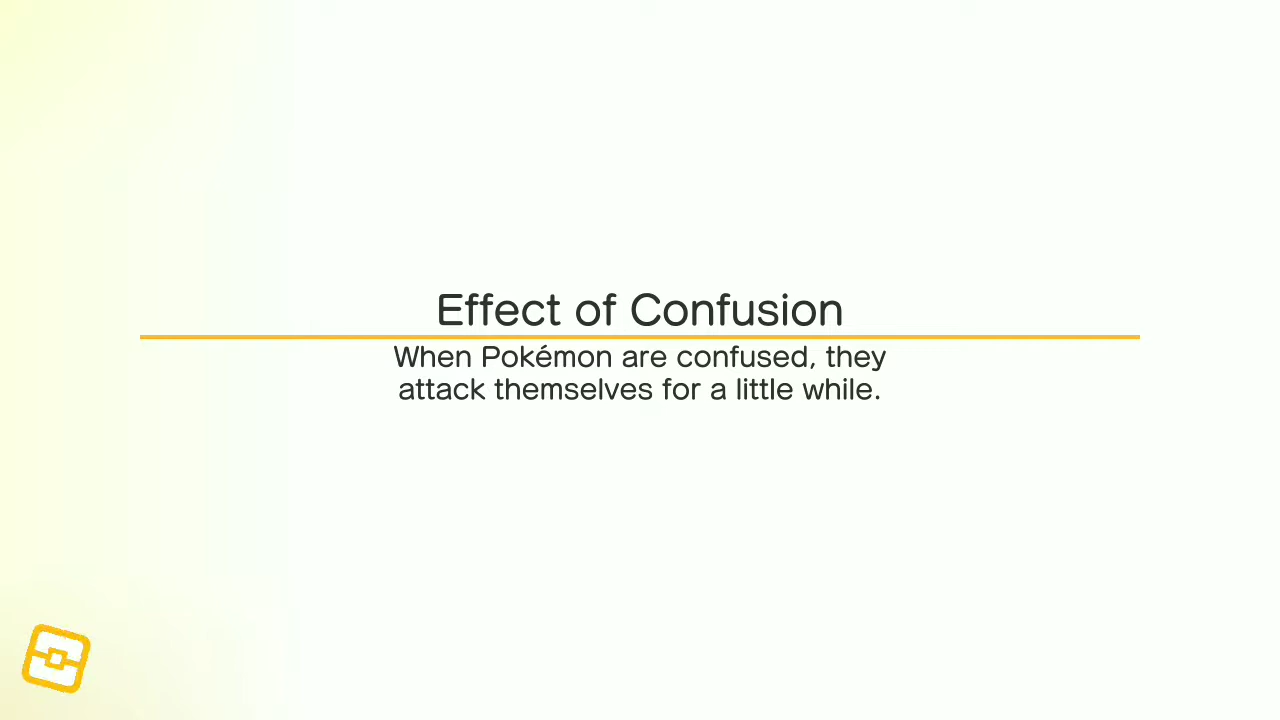 Effect of Confusion
When Pokémon are confused, they
attack themselves for a little while.